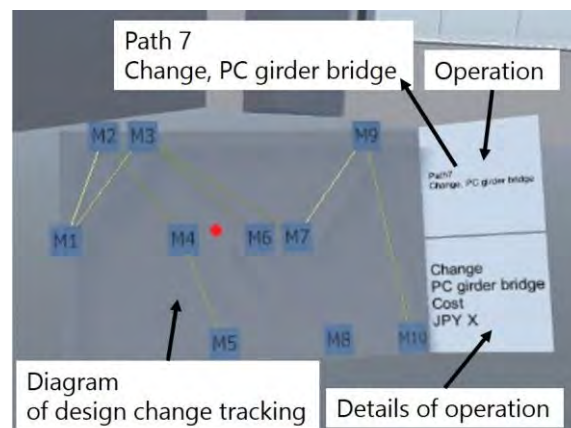 Path 7
Change, PC girder bridge
Operation
M2
M3
M9
Path7
Change, PC girder bridge
M1
M4
M6
M7
Change
PC girder bridge
Cost
JPY X
M5
M8
M10
Diagram
of design change tracking
Details of operation